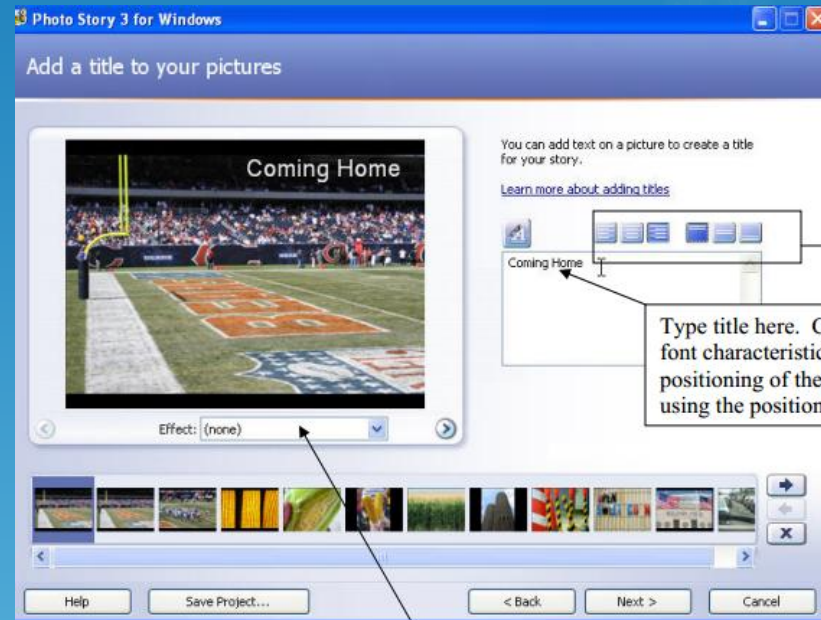 Photo Story 3 for Windows
Add a title to your pictures
Coming Home
You can add text on a picture to create a title
for your story.
Learn more about adding titles
Coming Home
Type title here. C
font characteristic
positioning of the
using the position
Effect: (none)
Help
Save Project...
< Back
Next >
Cancel